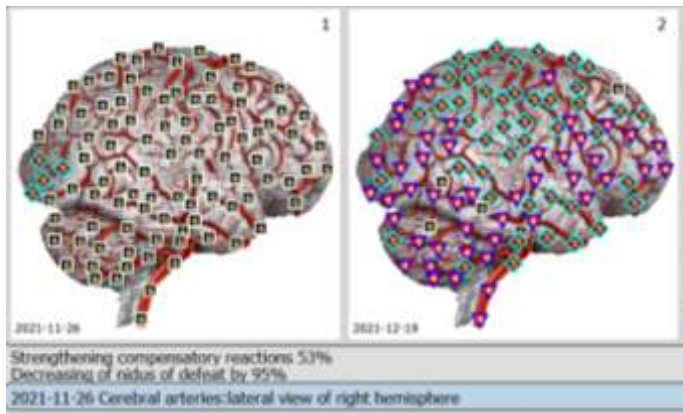 1
2
2021-11-26
2021-12-19
Strengthening compensatory reactions 53%
Decreasing of nidus of defeat by 95%
2021-11-26 Cerebral arteries:lateral view of right hemisphere